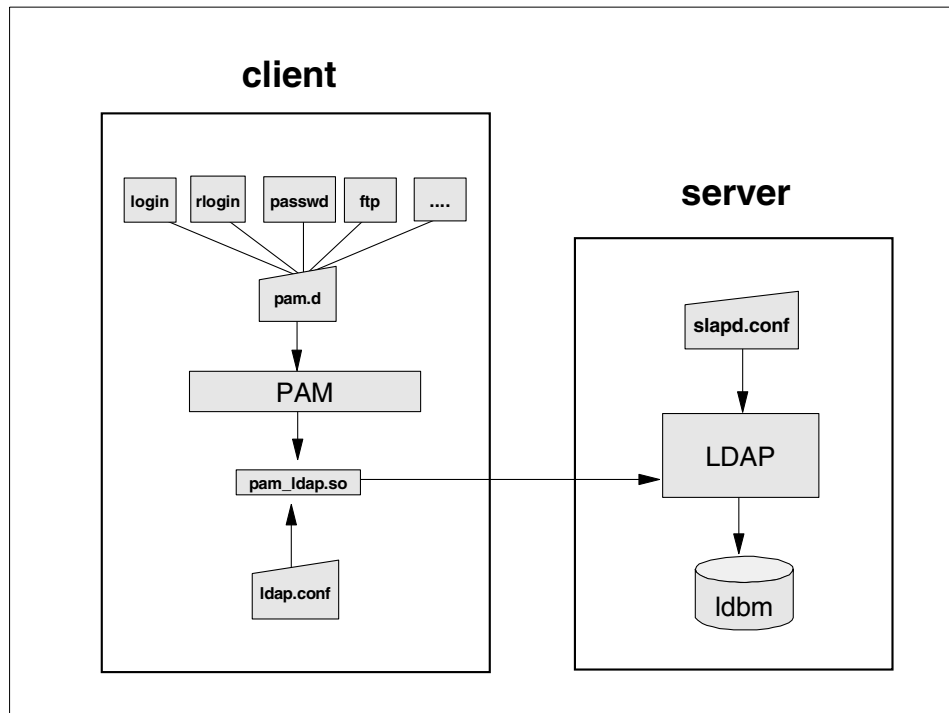 client
server
login
rlogin
passwd
ftp
....
pam.d
PAM
pam_ldap.so
ldap.conf
slapd.conf
LDAP
ldbm